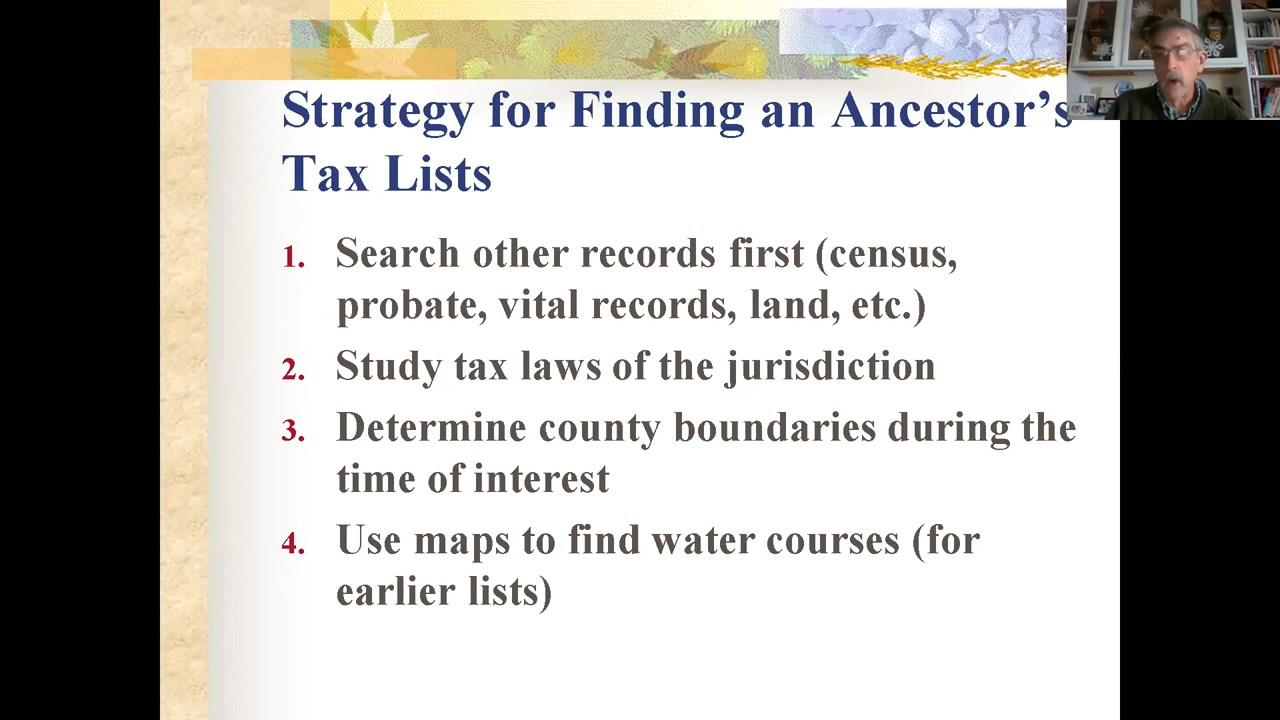 Strategy for Finding an Ancestor’s
Tax Lists
1. Search other records first (census,
probate, vital records, land, etc.)
2. Study tax laws of the jurisdiction
3. Determine county boundaries during the
time of interest
4. Use maps to find water courses (for
earlier lists)